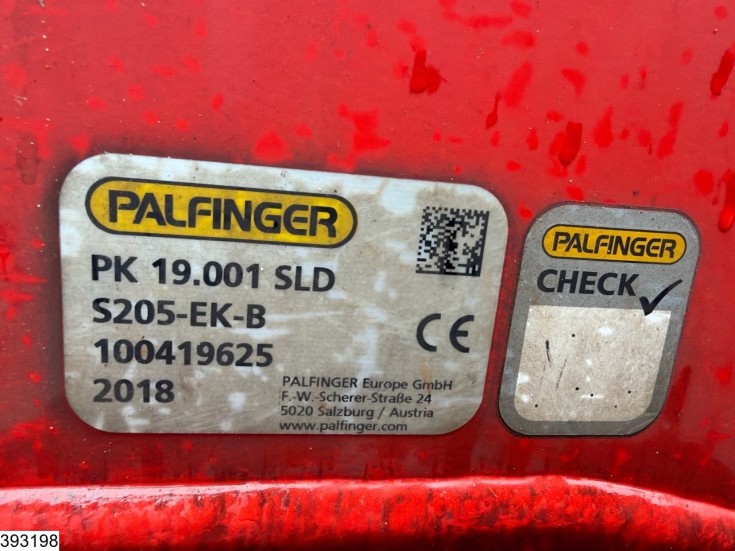 PALFINGER
PK 19.001 SLD
S205-EK-B
100419625
2018
CE
PALFINGER Europe GmbH
F.-W.-Scherer-Straße 24
5020 Salzburg / Austria
www.palfinger.com
PALFINGER
CHECK
393198